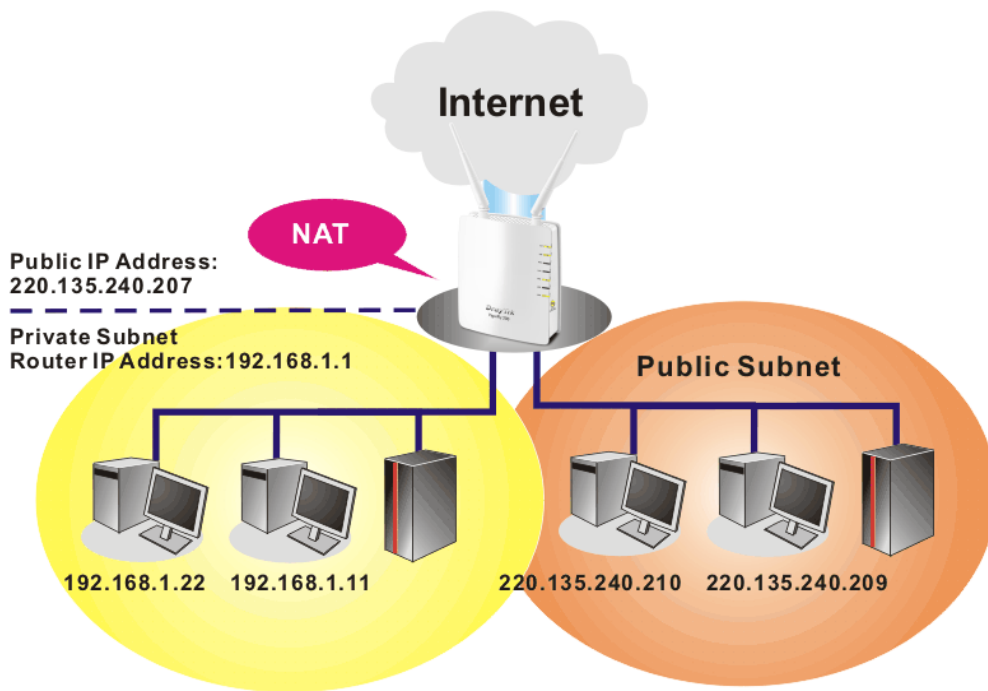 Internet
NAT
Public IP Address:
220.135.240.207
Private Subnet
Router IP Address:192.168.1.1
Public Subnet
192.168.1.22
192.168.1.11
220.135.240.210
220.135.240.209